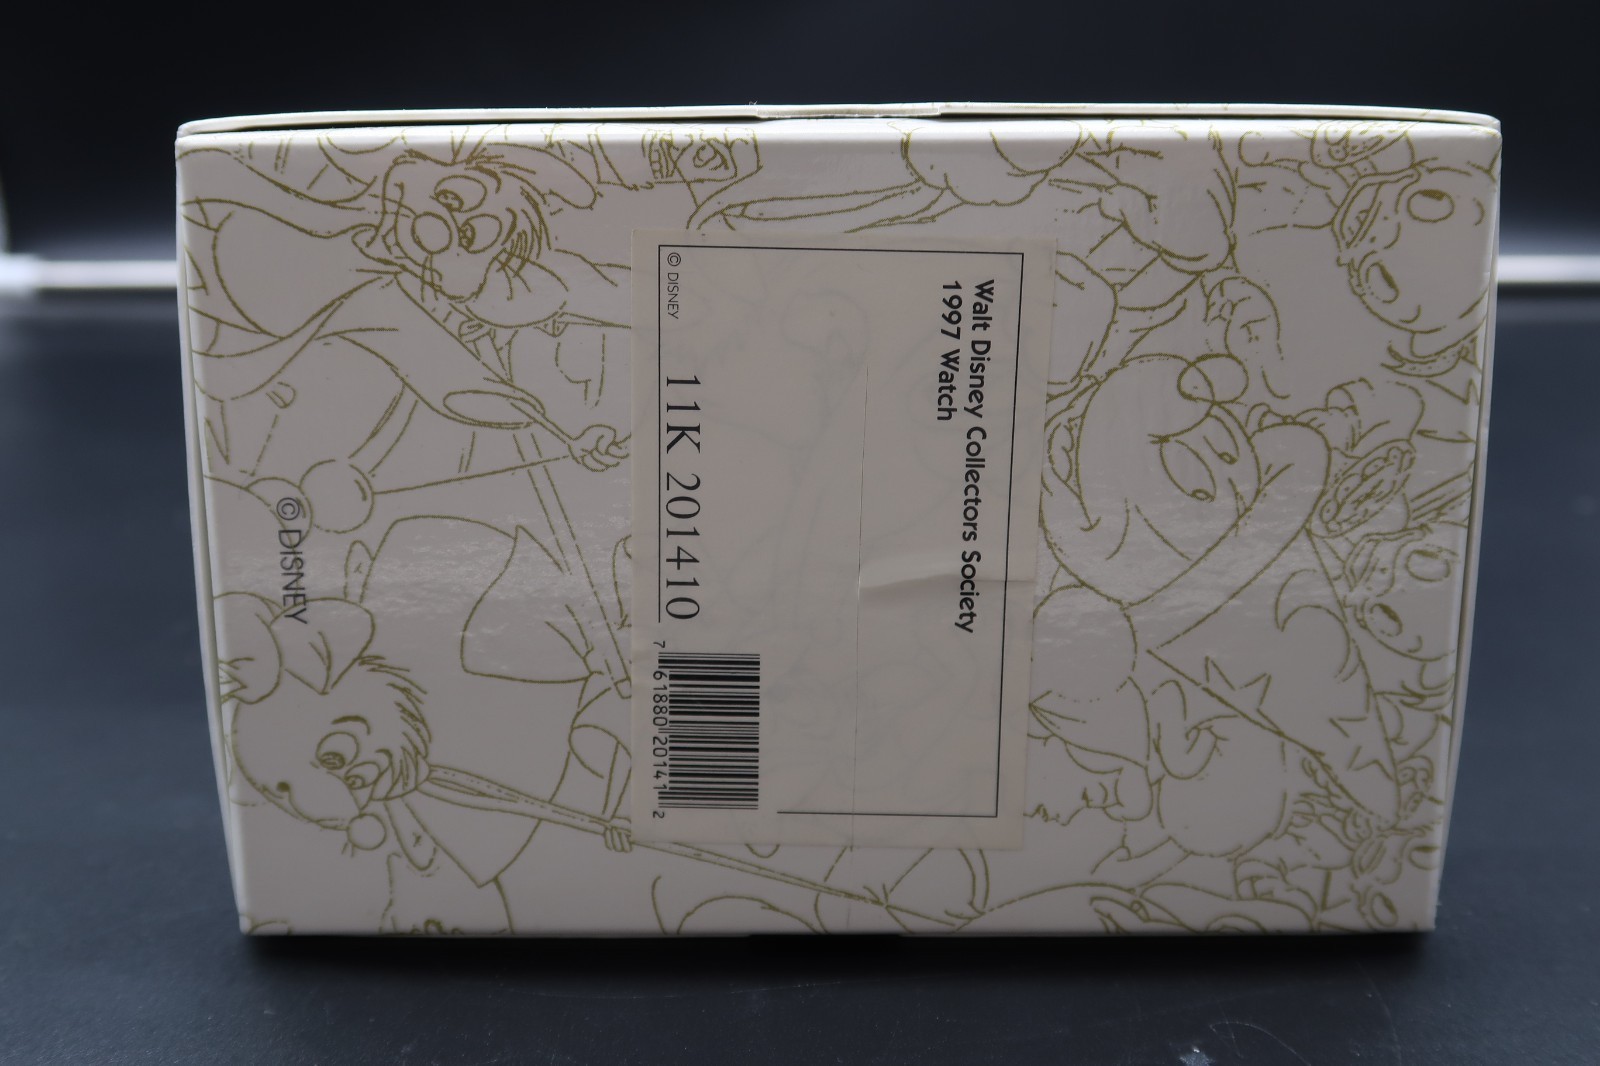 Walt Disney Collectors Society
1997 Watch
© DISNEY
11K 201410
7 61880 20141 2
© DISNEY